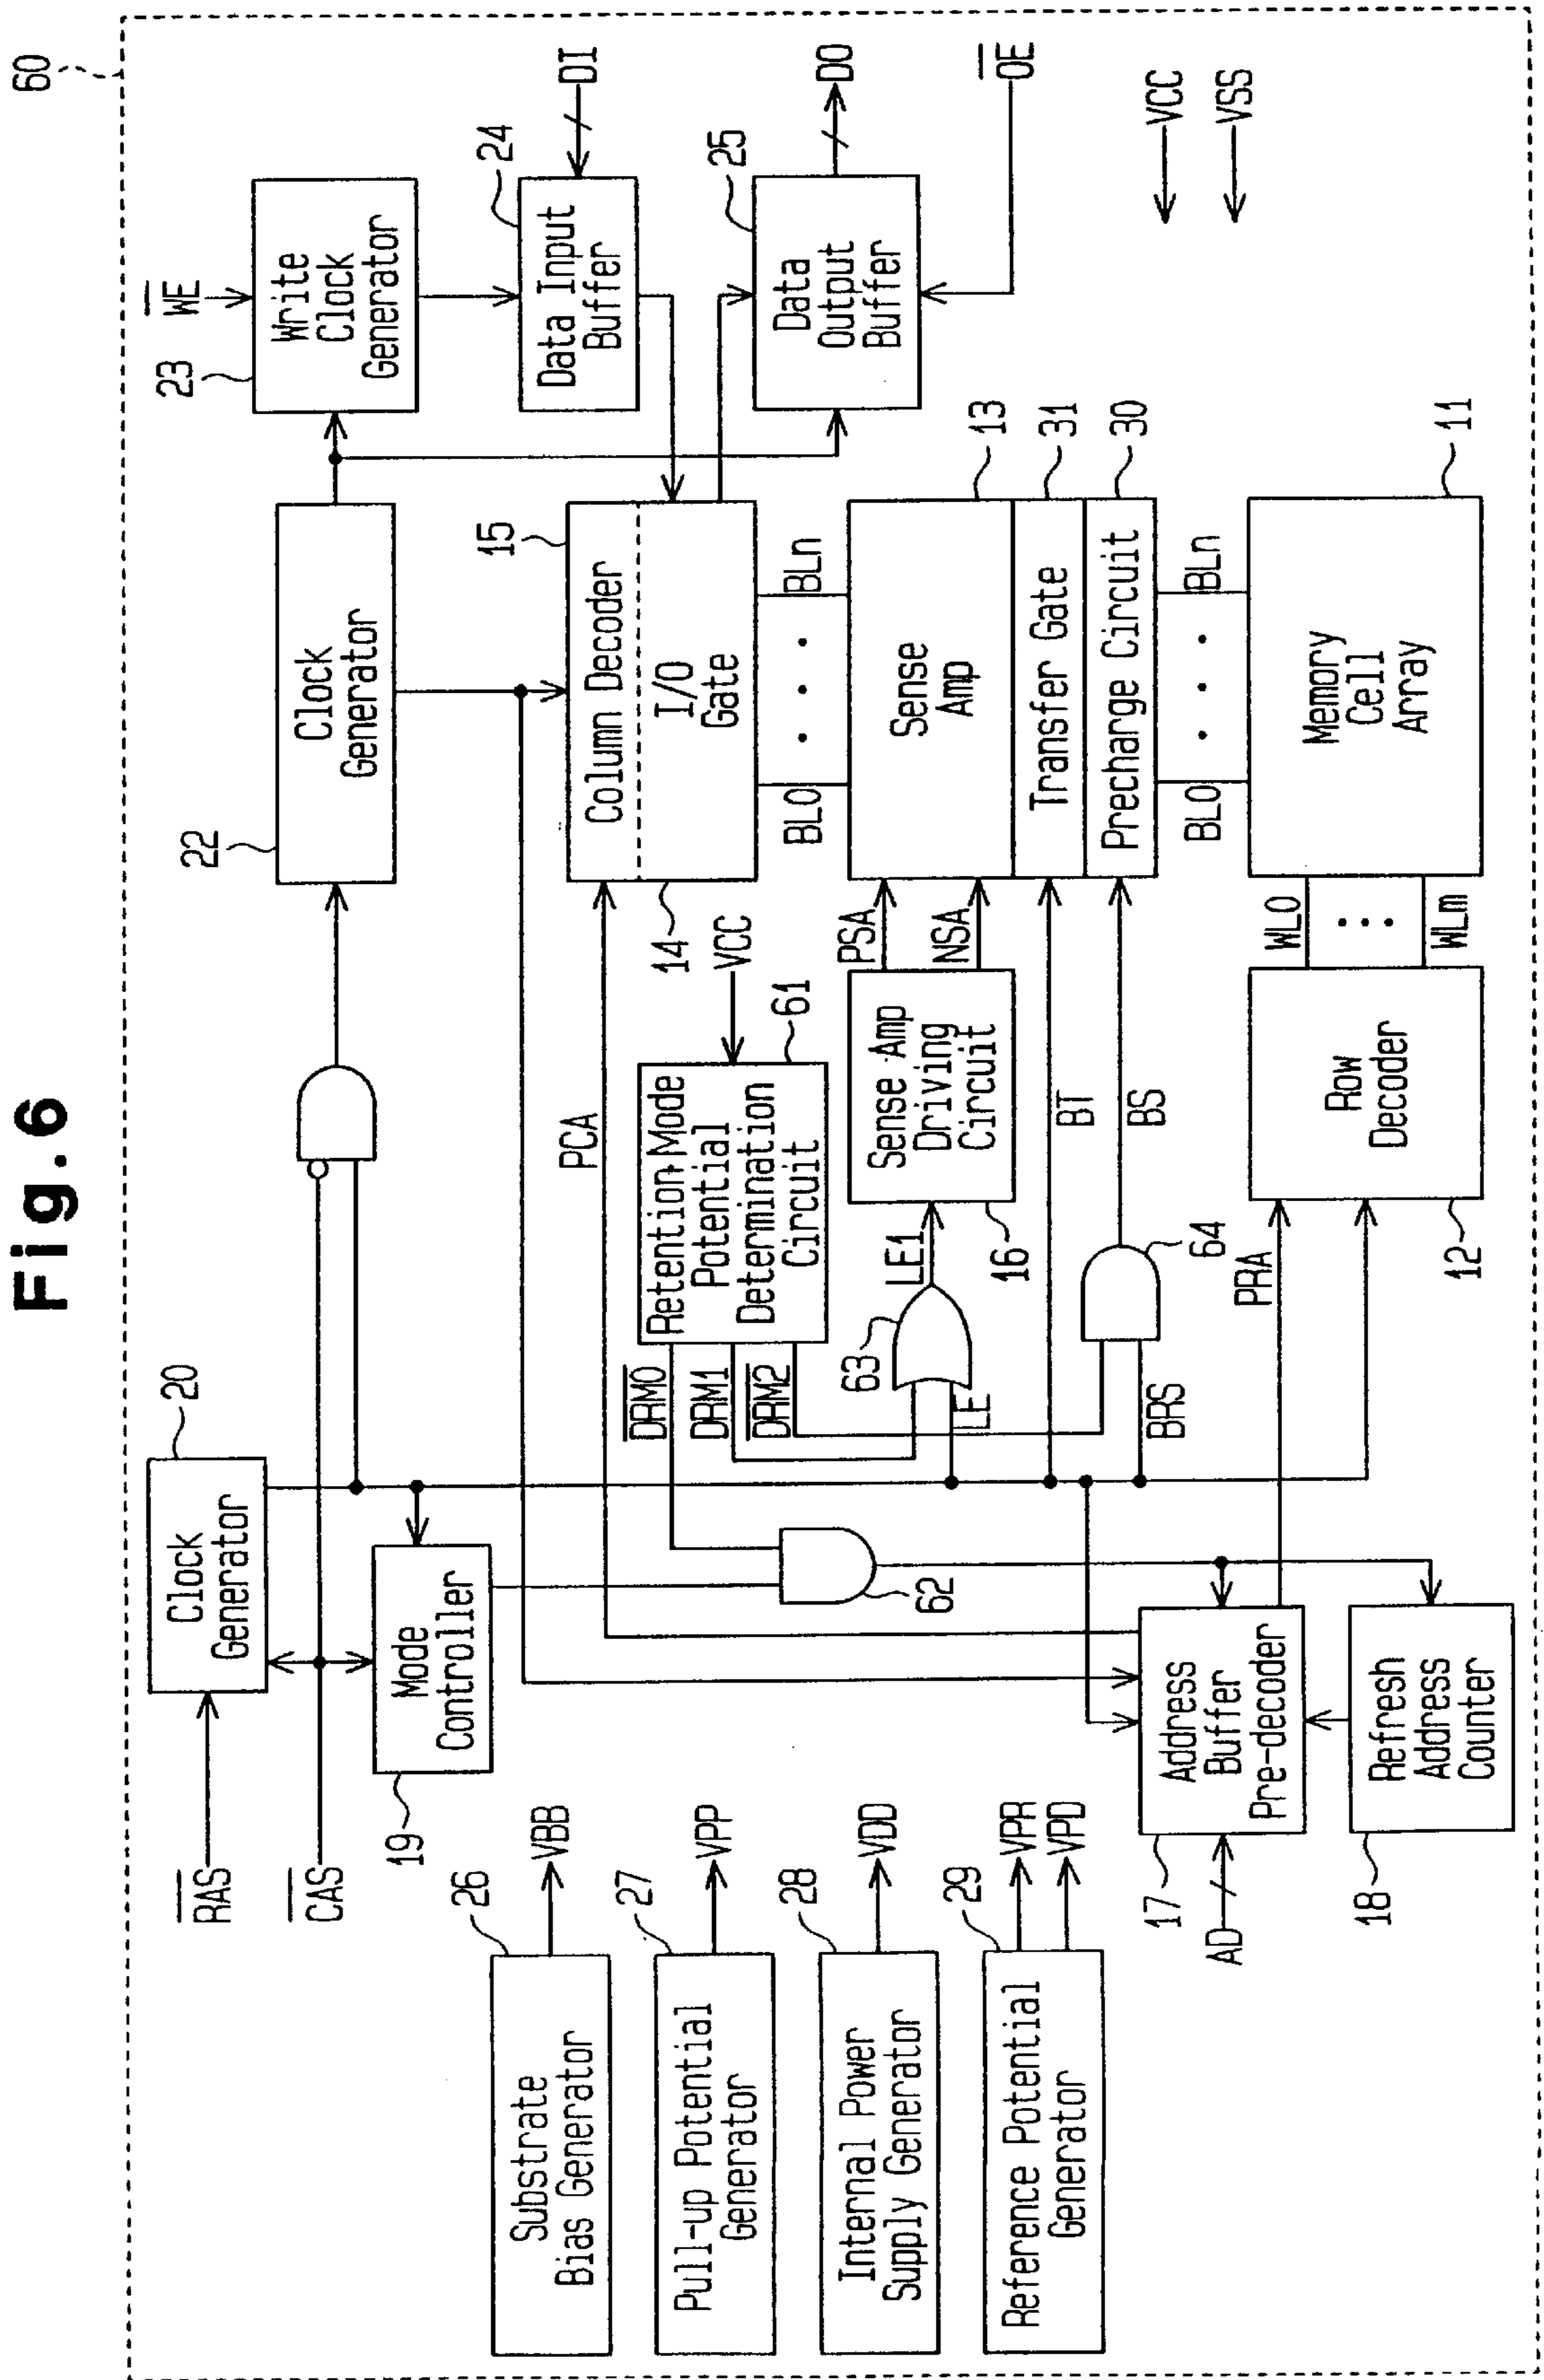 Fig.6
60
RAS
CAS
20
Clock
Generator
19
Mode
Controller
22
Clock
Generator
WE
23
Write
Clock
Generator
24
Data Input
Buffer
DI
25
Data
Output
Buffer
DO
OE
VCC
VSS
26
Substrate
Bias Generator
VBB
27
Pull-up Potential
Generator
VPP
28
Internal Power
Supply Generator
VDD
29
Reference Potential
Generator
VPR
VPD
PCA
15
Column Decoder
I/O
Gate
14
VCC
61
Retention-Mode
Potential
Determination
Circuit
DRM0
DRM1
DRM2
62
63
LE
LE1
Sense Amp
Driving
Circuit
16
PSA
NSA
BL0
BLn
Sense
Amp
13
Transfer Gate
31
Precharge Circuit
30
BT
BS
BRS
64
BL0
BLn
AD
17
Address
Buffer
Pre-decoder
PRA
Row
Decoder
12
WL0
WLm
Memory
Cell
Array
11
18
Refresh
Address
Counter